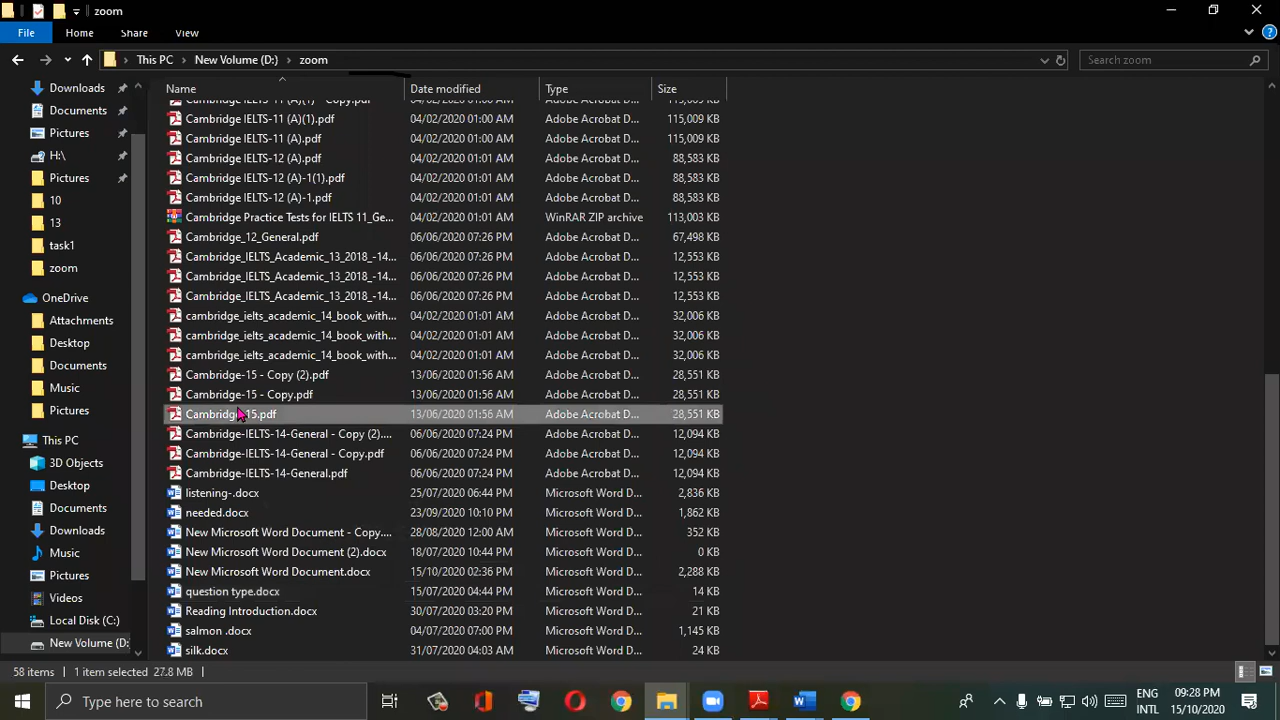 zoom
File Home Share View
This PC New Volume (D:) zoom Search zoom
Name Date modified Type Size
Cambridge IELTS-11 (A)(1) - Copy.pdf 04/02/2020 01:00 AM Adobe Acrobat D... 115,009 KB
Cambridge IELTS-11 (A)(1).pdf 04/02/2020 01:00 AM Adobe Acrobat D... 115,009 KB
Cambridge IELTS-11 (A).pdf 04/02/2020 01:00 AM Adobe Acrobat D... 115,009 KB
Cambridge IELTS-12 (A).pdf 04/02/2020 01:01 AM Adobe Acrobat D... 88,583 KB
Cambridge IELTS-12 (A)-1(1).pdf 04/02/2020 01:01 AM Adobe Acrobat D... 88,583 KB
Cambridge IELTS-12 (A)-1.pdf 04/02/2020 01:01 AM Adobe Acrobat D... 88,583 KB
Cambridge Practice Tests for IELTS 11_Ge... 04/02/2020 01:01 AM WinRAR ZIP archive 113,003 KB
Cambridge_12_General.pdf 06/06/2020 07:26 PM Adobe Acrobat D... 67,498 KB
Cambridge_IELTS_Academic_13_2018_-14... 06/06/2020 07:26 PM Adobe Acrobat D... 12,553 KB
Cambridge_IELTS_Academic_13_2018_-14... 06/06/2020 07:26 PM Adobe Acrobat D... 12,553 KB
Cambridge_IELTS_Academic_13_2018_-14... 06/06/2020 07:26 PM Adobe Acrobat D... 12,553 KB
cambridge_ielts_academic_14_book_with... 04/02/2020 01:01 AM Adobe Acrobat D... 32,006 KB
cambridge_ielts_academic_14_book_with... 04/02/2020 01:01 AM Adobe Acrobat D... 32,006 KB
cambridge_ielts_academic_14_book_with... 04/02/2020 01:01 AM Adobe Acrobat D... 32,006 KB
Cambridge-15 - Copy (2).pdf 13/06/2020 01:56 AM Adobe Acrobat D... 28,551 KB
Cambridge-15 - Copy.pdf 13/06/2020 01:56 AM Adobe Acrobat D... 28,551 KB
Cambridge-15.pdf 13/06/2020 01:56 AM Adobe Acrobat D... 28,551 KB
Cambridge-IELTS-14-General - Copy (2).... 06/06/2020 07:24 PM Adobe Acrobat D... 12,094 KB
Cambridge-IELTS-14-General - Copy.pdf 06/06/2020 07:24 PM Adobe Acrobat D... 12,094 KB
Cambridge-IELTS-14-General.pdf 06/06/2020 07:24 PM Adobe Acrobat D... 12,094 KB
listening-.docx 25/07/2020 06:44 PM Microsoft Word D... 2,836 KB
needed.docx 23/09/2020 10:10 PM Microsoft Word D... 1,862 KB
New Microsoft Word Document - Copy.... 28/08/2020 12:00 AM Microsoft Word D... 352 KB
New Microsoft Word Document (2).docx 18/07/2020 10:44 PM Microsoft Word D... 0 KB
New Microsoft Word Document.docx 15/10/2020 02:36 PM Microsoft Word D... 2,288 KB
question type.docx 15/07/2020 04:44 PM Microsoft Word D... 14 KB
Reading Introduction.docx 30/07/2020 03:20 PM Microsoft Word D... 21 KB
salmon .docx 04/07/2020 07:00 PM Microsoft Word D... 1,145 KB
silk.docx 31/07/2020 04:03 AM Microsoft Word D... 24 KB
Downloads
Documents
Pictures
H:\
Pictures
10
13
task1
zoom
OneDrive
Attachments
Desktop
Documents
Music
Pictures
This PC
3D Objects
Desktop
Documents
Downloads
Music
Pictures
Videos
Local Disk (C:)
New Volume (D:
58 items 1 item selected 27.8 MB
Type here to search
ENG
INTL
09:28 PM
15/10/2020